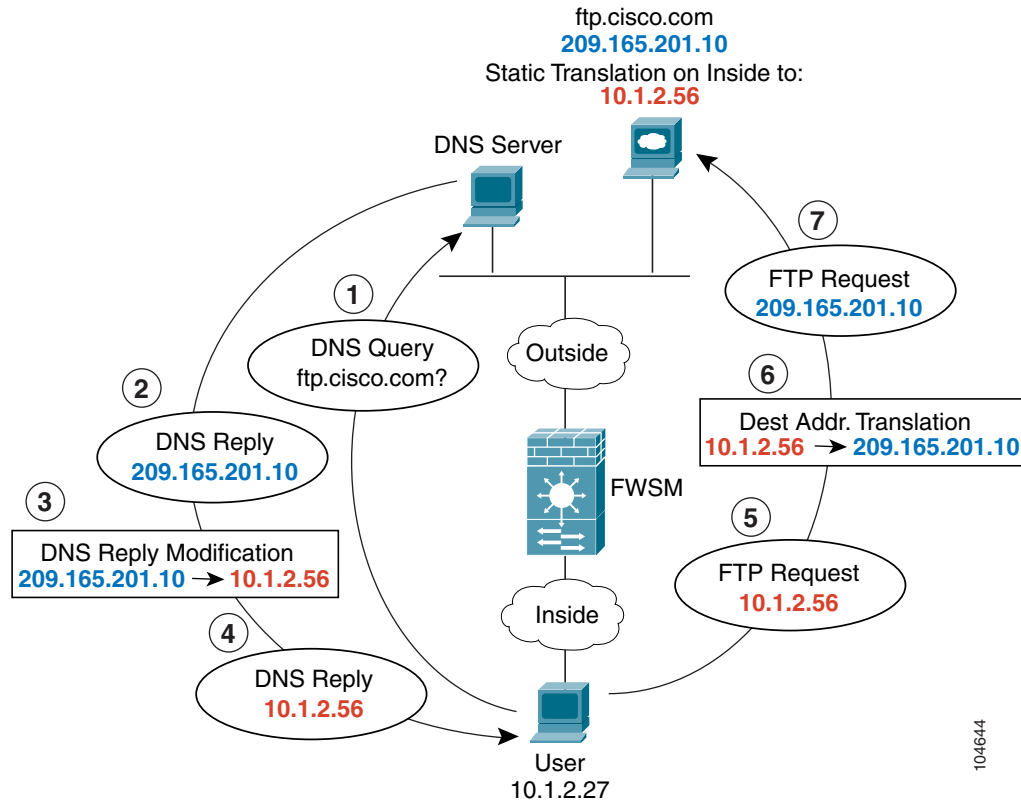 ftp.cisco.com
209.165.201.10
Static Translation on Inside to:
10.1.2.56
DNS Server
7
FTP Request
209.165.201.10
1
DNS Query
ftp.cisco.com?
Outside
2
DNS Reply
209.165.201.10
6
Dest Addr. Translation
10.1.2.56 → 209.165.201.10
FWSM
3
DNS Reply Modification
209.165.201.10 → 10.1.2.56
5
FTP Request
10.1.2.56
Inside
4
DNS Reply
10.1.2.56
User
10.1.2.27
104644